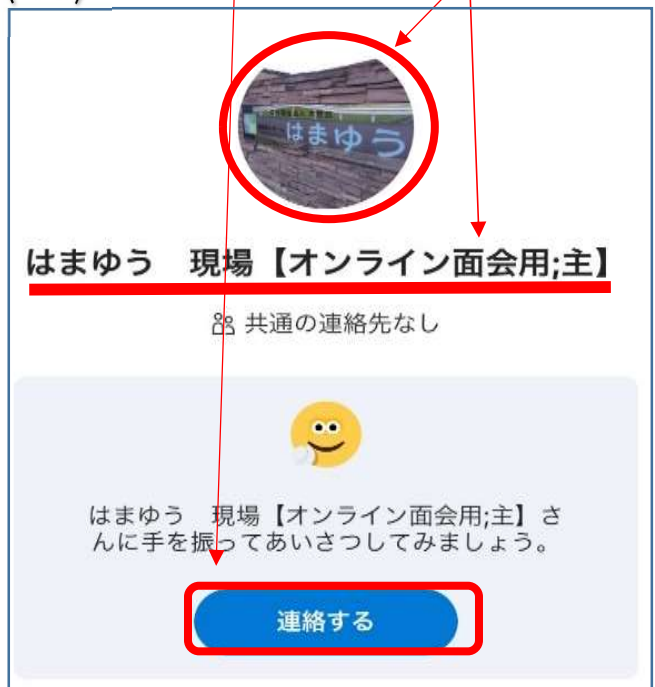 はまゆう
はまゆう　現場【オンライン面会用;主】
共通の連絡先なし
はまゆう　現場【オンライン面会用;主】さ
んに手を振ってあいさつしてみましょう。
連絡する